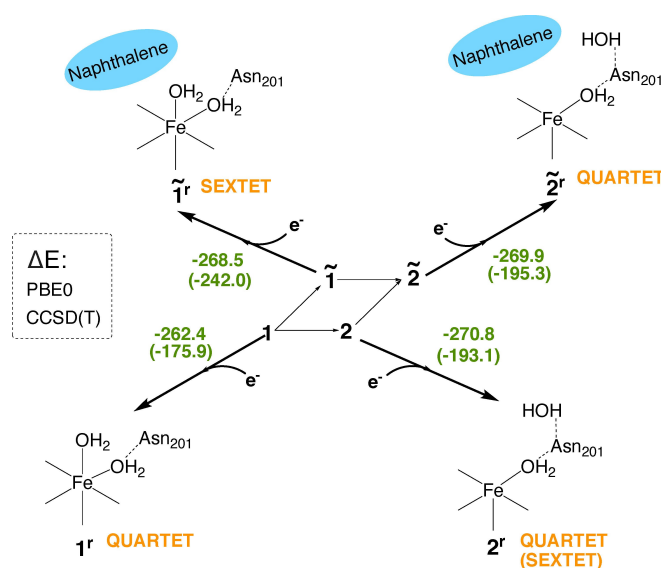 Naphthalene
OH₂
OH₂
Asn₂₀₁
Fe
1̃ʳ SEXTET
Naphthalene
HOH
Asn₂₀₁
OH₂
Fe
2̃ʳ QUARTET
e⁻
-268.5
(-242.0)
e⁻
-269.9
(-195.3)
ΔE:
PBE0
CCSD(T)
1̃
2̃
1
2
-262.4
(-175.9)
e⁻
-270.8
(-193.1)
e⁻
OH₂
Asn₂₀₁
OH₂
Fe
1ʳ QUARTET
HOH
Asn₂₀₁
OH₂
Fe
2ʳ QUARTET
(SEXTET)